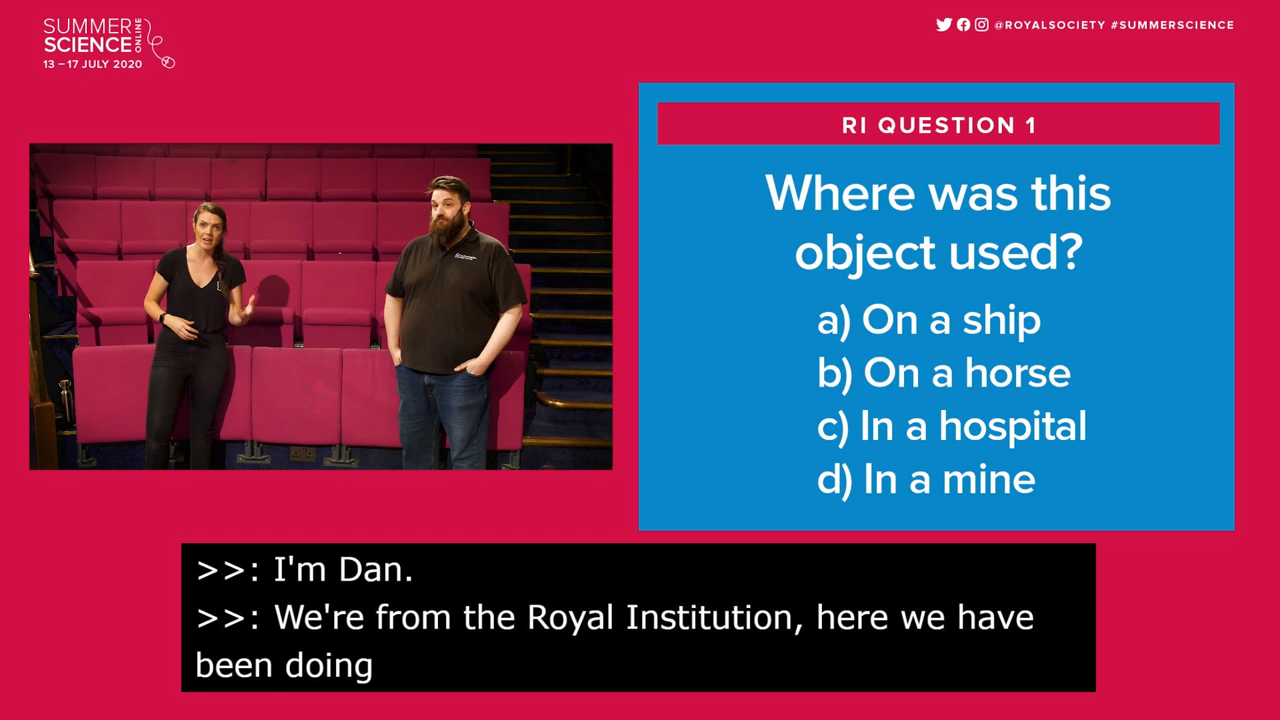 SUMMER
SCIENCE
ONLINE
13 – 17 JULY 2020
@ROYALSOCIETY #SUMMERSCIENCE
RI QUESTION 1
Where was this
object used?
a) On a ship
b) On a horse
c) In a hospital
d) In a mine
>>: I'm Dan.
>>: We're from the Royal Institution, here we have
been doing